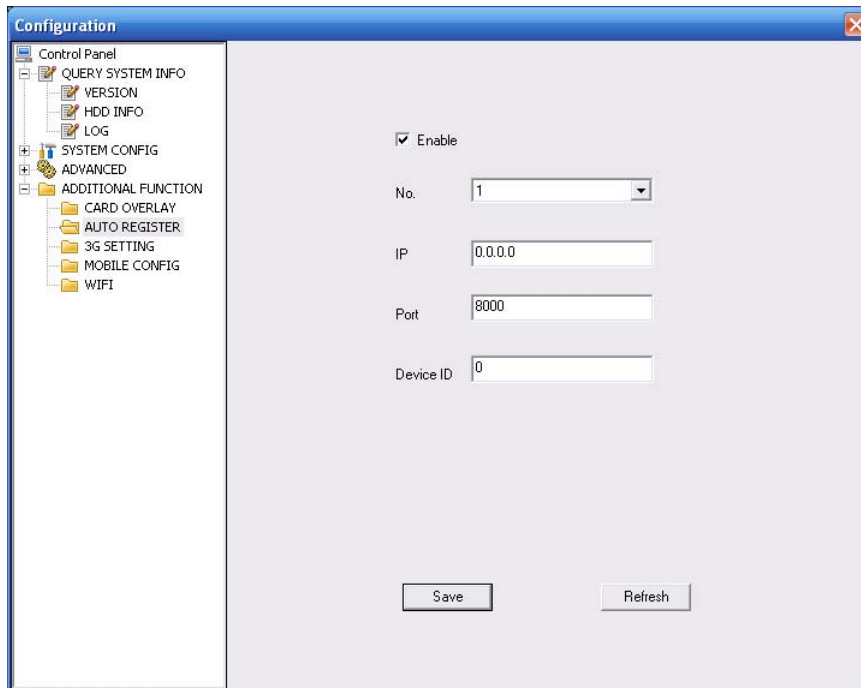 Configuration
Control Panel
QUERY SYSTEM INFO
VERSION
HDD INFO
LOG
SYSTEM CONFIG
ADVANCED
ADDITIONAL FUNCTION
CARD OVERLAY
AUTO REGISTER
3G SETTING
MOBILE CONFIG
WIFI
Enable
No. 1
IP 0.0.0.0
Port 8000
Device ID 0
Save Refresh